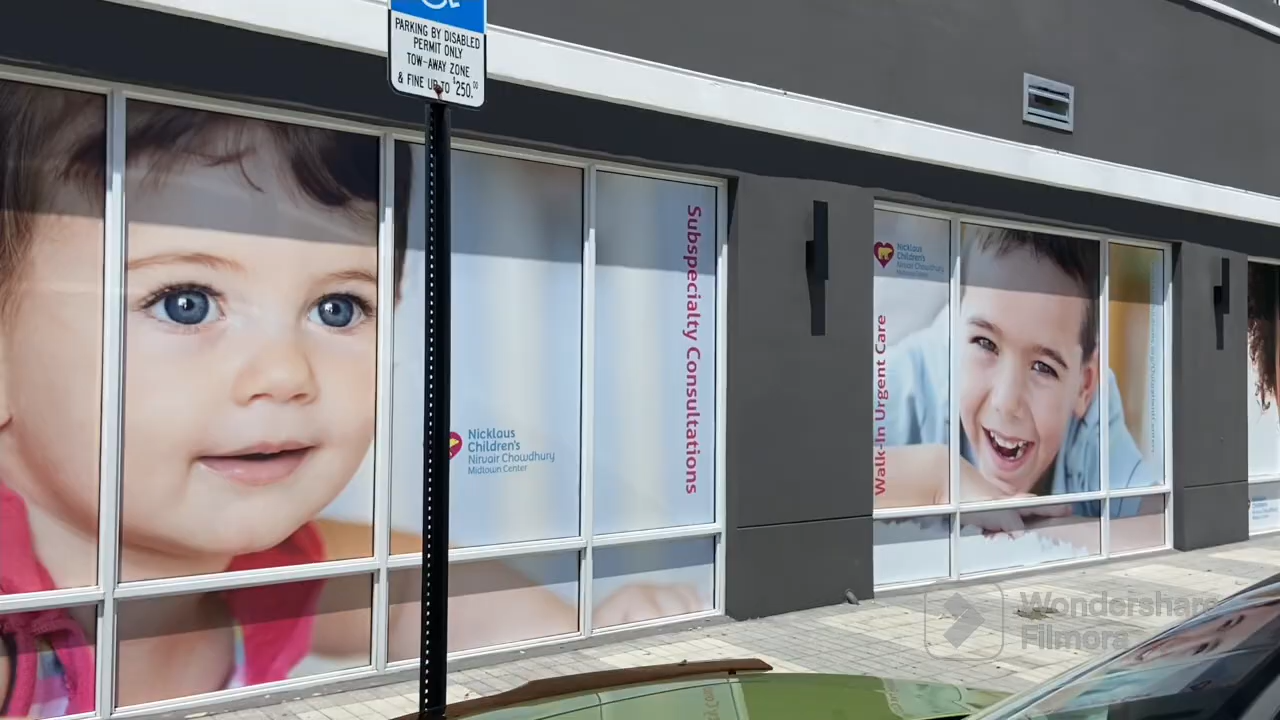 PARKING BY DISABLED
PERMIT ONLY
TOW-AWAY ZONE
& FINE UP TO $250.00
Subspecialty Consultations
Nicklaus
Children's
Nirvair Chowdhury
Midtown Center
Nicklaus
Children's
Nirvair Chowdhury
Midtown Center
Walk-In Urgent Care
Wondershare
Filmora